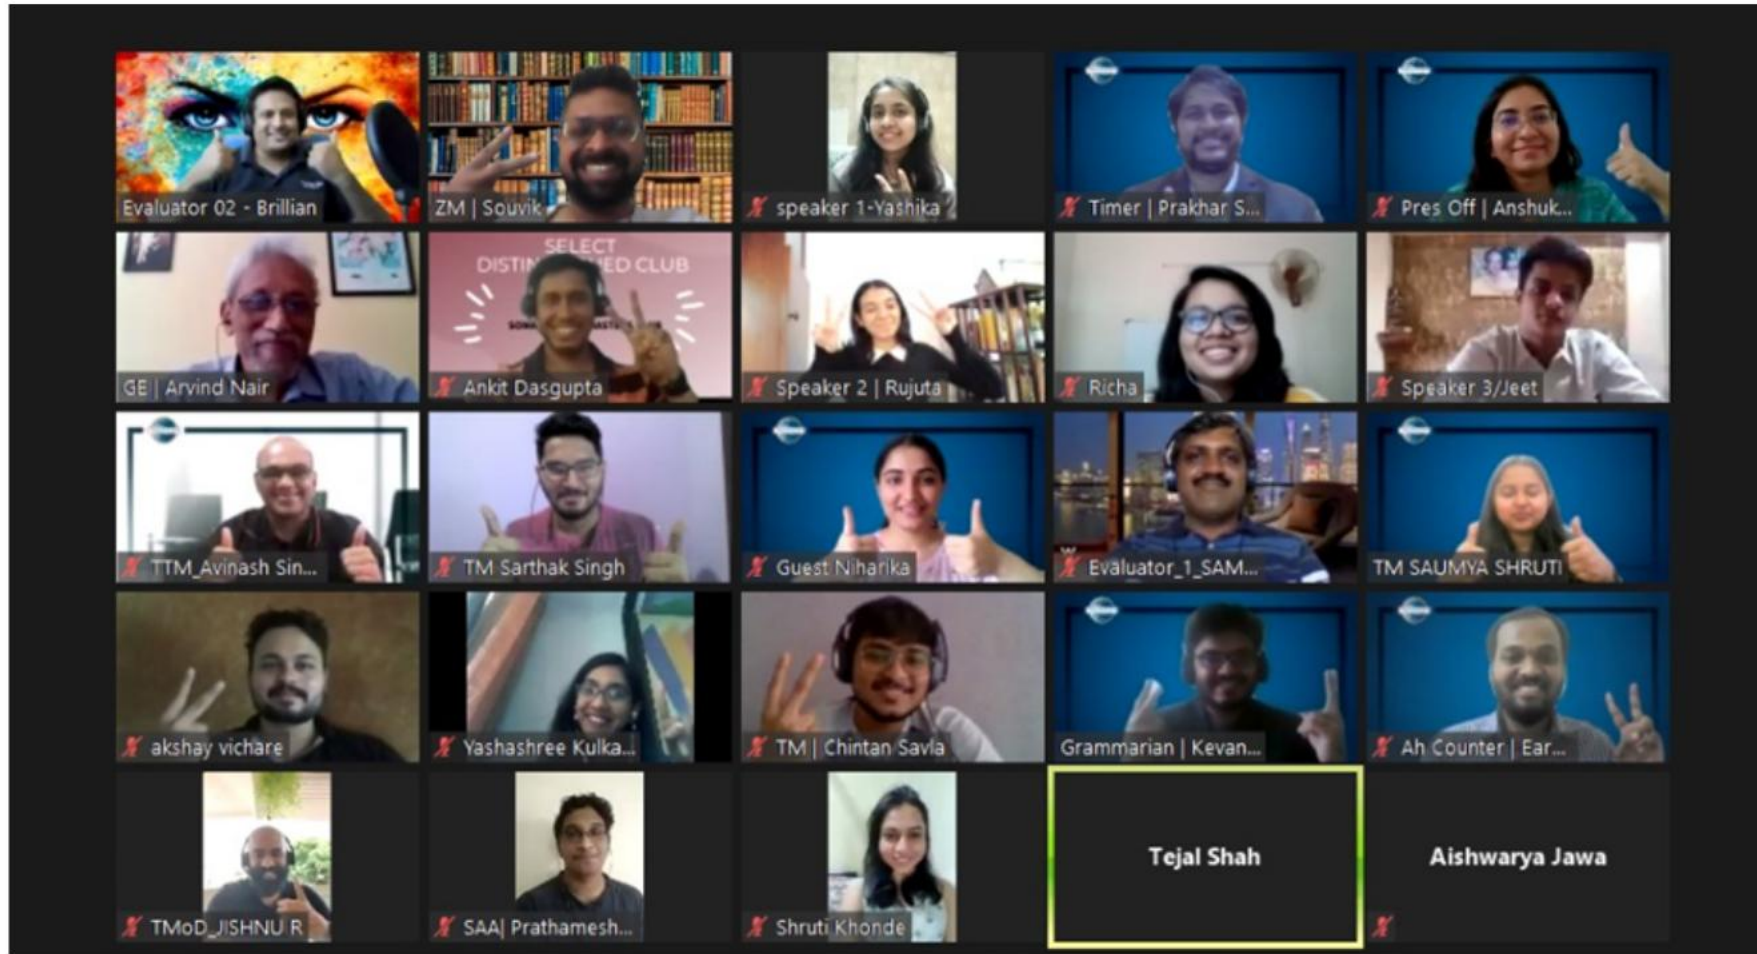 Evaluator 02 - Brillian
ZM | Souvik
speaker 1-Yashika
Timer | Prakhar S...
Pres Off | Anshuk...
SELECT
DISTIN
ED CLUB
GE | Arvind Nair
Ankit Dasgupta
Speaker 2 | Rujuta
Richa
Speaker 3/Jeet
TTM_Avinash Sin...
TM Sarthak Singh
Guest Niharika
Evaluator_1_SAM...
TM SAUMYA SHRUTI
akshay vichare
Yashashree Kulka...
TM | Chintan Savla
Grammarian | Kevan...
Ah Counter | Ear...
TMoD_JISHNU R
SAA| Prathamesh...
Shruti Khonde
Tejal Shah
Aishwarya Jawa